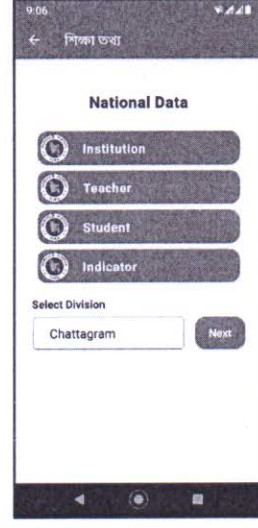 9:06
শিক্ষা তথ্য
National Data
Institution
Teacher
Student
Indicator
Select Division
Chattagram
Next